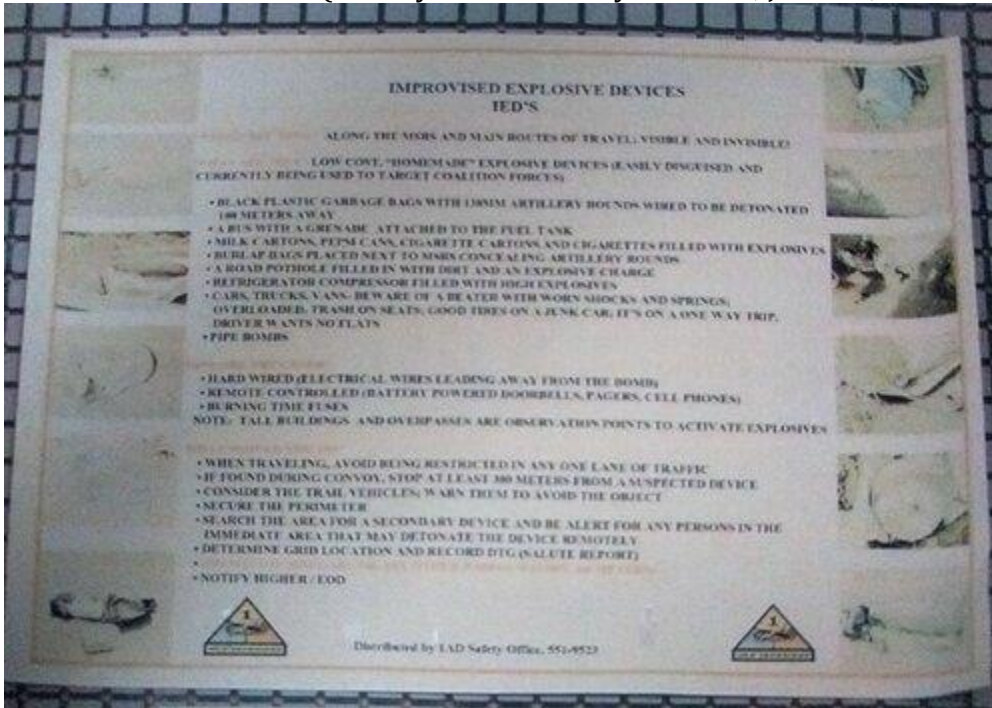 IMPROVISED EXPLOSIVE DEVICES
IED'S
ALONG THE MSRS AND MAIN ROUTES OF TRAVEL, VISIBLE AND INVISIBLE!
LOW COST, "HOMEMADE" EXPLOSIVE DEVICES (EASILY DISGUISED AND
CURRENTLY BEING USED TO TARGET COALITION FORCES)
• BLACK PLASTIC GARBAGE BAGS WITH 130MM ARTILLERY ROUNDS WIRED TO BE DETONATED
100 METERS AWAY
• A BUS WITH A GRENADE ATTACHED TO THE FUEL TANK
• MILK CARTONS, PEPSI CANS, CIGARETTE CARTONS, AND CIGARETTES FILLED WITH EXPLOSIVES
• BURLAP BAGS PLACED NEXT TO MSRS CONCEALING ARTILLERY ROUNDS
• A ROAD POTHOLE FILLED IN WITH DIRT AND AN EXPLOSIVE CHARGE
• REFRIGERATOR COMPRESSOR FILLED WITH HIGH EXPLOSIVES
• CARS, TRUCKS, VANS- BEWARE OF A BEATER WITH WORN SHOCKS AND SPRINGS;
OVERLOADED; TRASH ON SEATS; GOOD TIRES ON A JUNK CAR; IT'S ON A ONE WAY TRIP,
DRIVER WANTS NO FLATS
• PIPE BOMBS
• HARD WIRED (ELECTRICAL WIRES LEADING AWAY FROM THE BOMB)
• REMOTE CONTROLLED (BATTERY POWERED DOORBELLS, PAGERS, CELL PHONES)
• BURNING TIME FUSES
NOTE: TALL BUILDINGS AND OVERPASSES ARE OBSERVATION POINTS TO ACTIVATE EXPLOSIVES
• WHEN TRAVELING, AVOID BEING RESTRICTED IN ANY ONE LANE OF TRAFFIC
• IF FOUND DURING CONVOY, STOP AT LEAST 300 METERS FROM A SUSPECTED DEVICE
• CONSIDER THE TRAIL VEHICLES; WARN THEM TO AVOID THE OBJECT
• SECURE THE PERIMETER
• SEARCH THE AREA FOR A SECONDARY DEVICE AND BE ALERT FOR ANY PERSONS IN THE
IMMEDIATE AREA THAT MAY DETONATE THE DEVICE REMOTELY
• DETERMINE GRID LOCATION AND RECORD DTG (SALUTE REPORT)
• NOTIFY HIGHER / EOD
1
1
Distributed by 1AD Safety Office, 551-9523